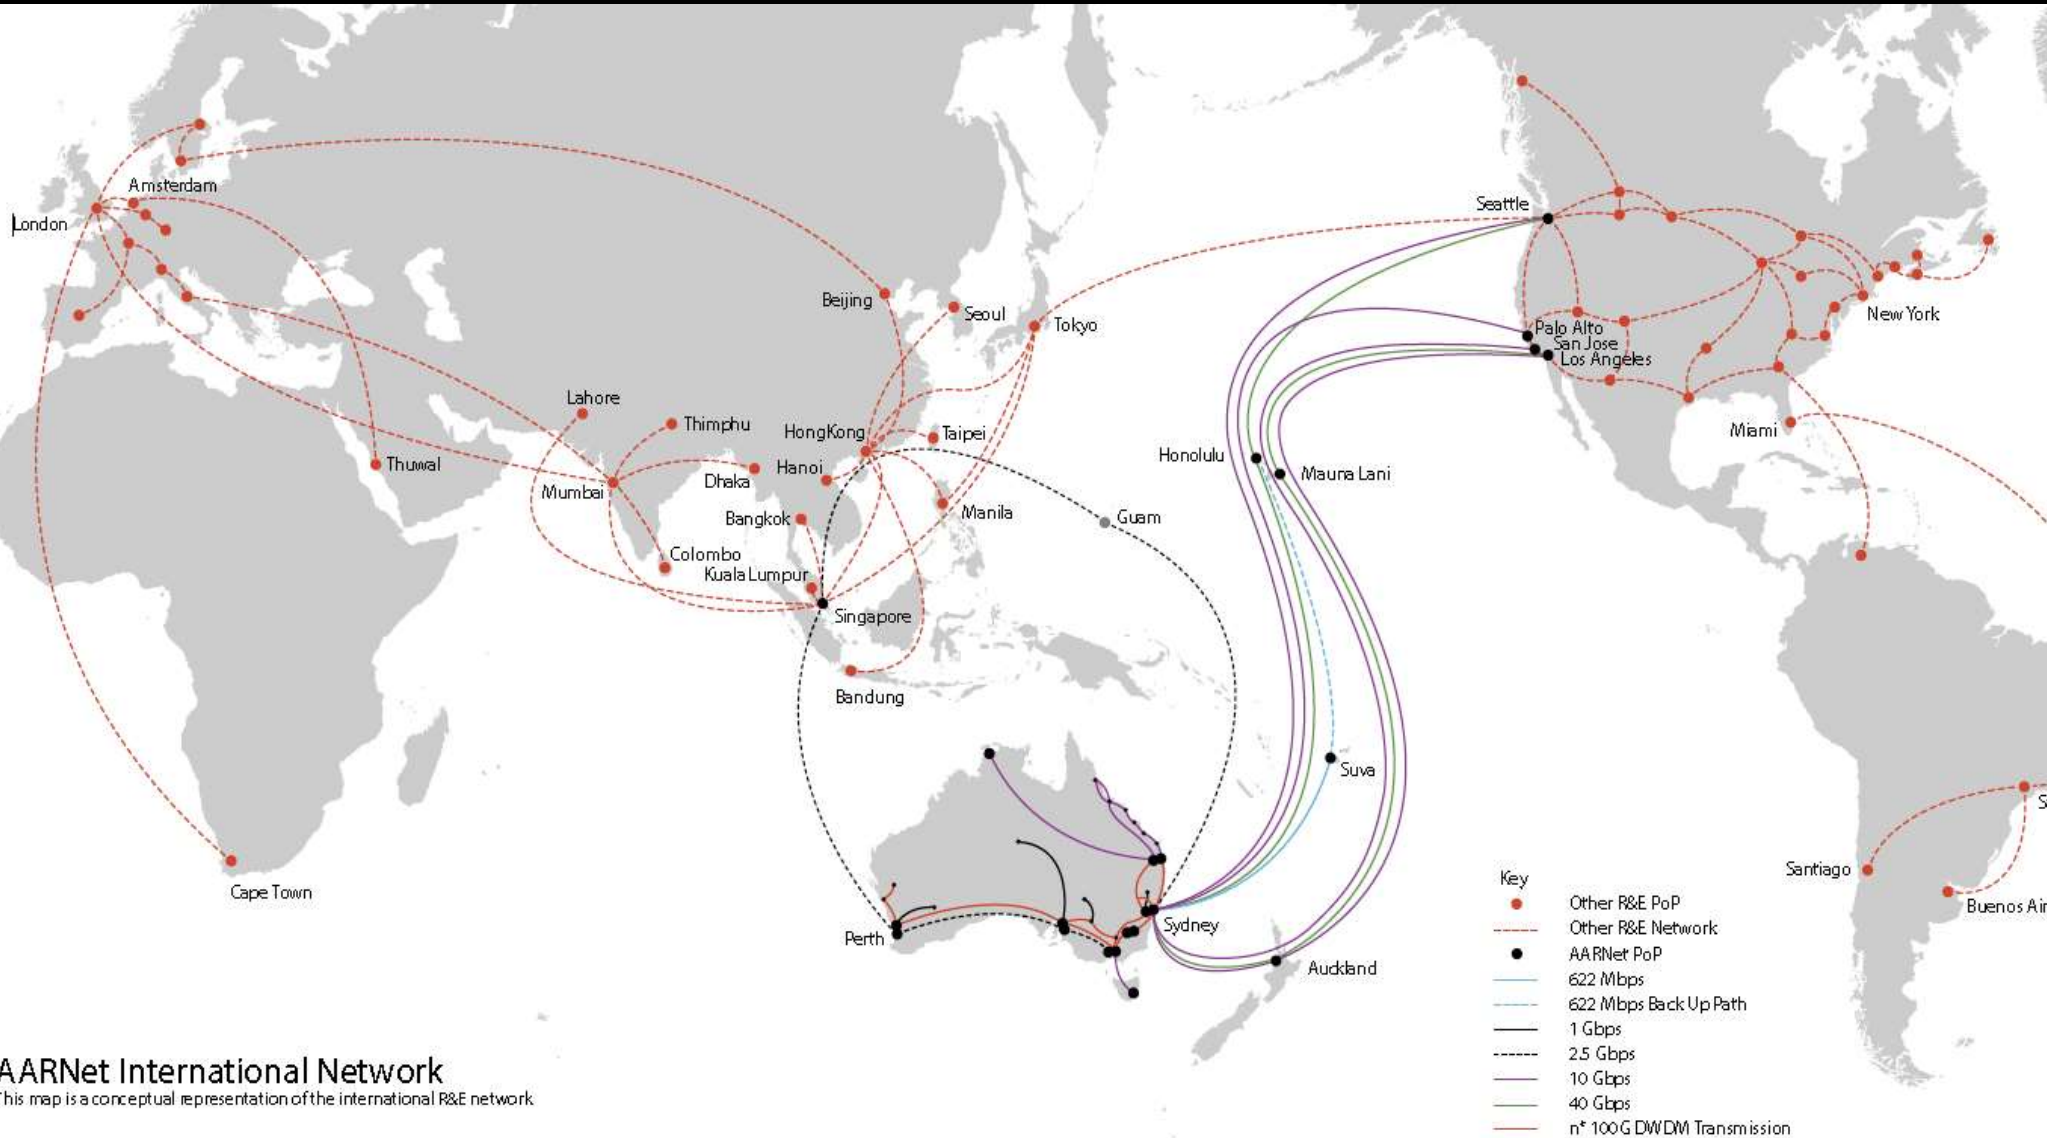 Amsterdam
London
Seattle
Beijing
Seoul
Tokyo
New York
Palo Alto
San Jose
Los Angeles
Lahore
Thimphu
HongKong
Taipei
Miami
Thuwal
Hanoi
Dhaka
Mumbai
Honolulu
Mauna Lani
Bangkok
Manila
Guam
Colombo
Kuala Lumpur
Singapore
Bandung
Suva
Cape Town
Perth
Sydney
Auckland
Santiago
Buenos Air
S
Key
Other R&E PoP
Other R&E Network
AARNet PoP
622 Mbps
622 Mbps Back Up Path
1 Gbps
2.5 Gbps
10 Gbps
40 Gbps
n* 100G DWDM Transmission
AARNet International Network
This map is a conceptual representation of the international R&E network